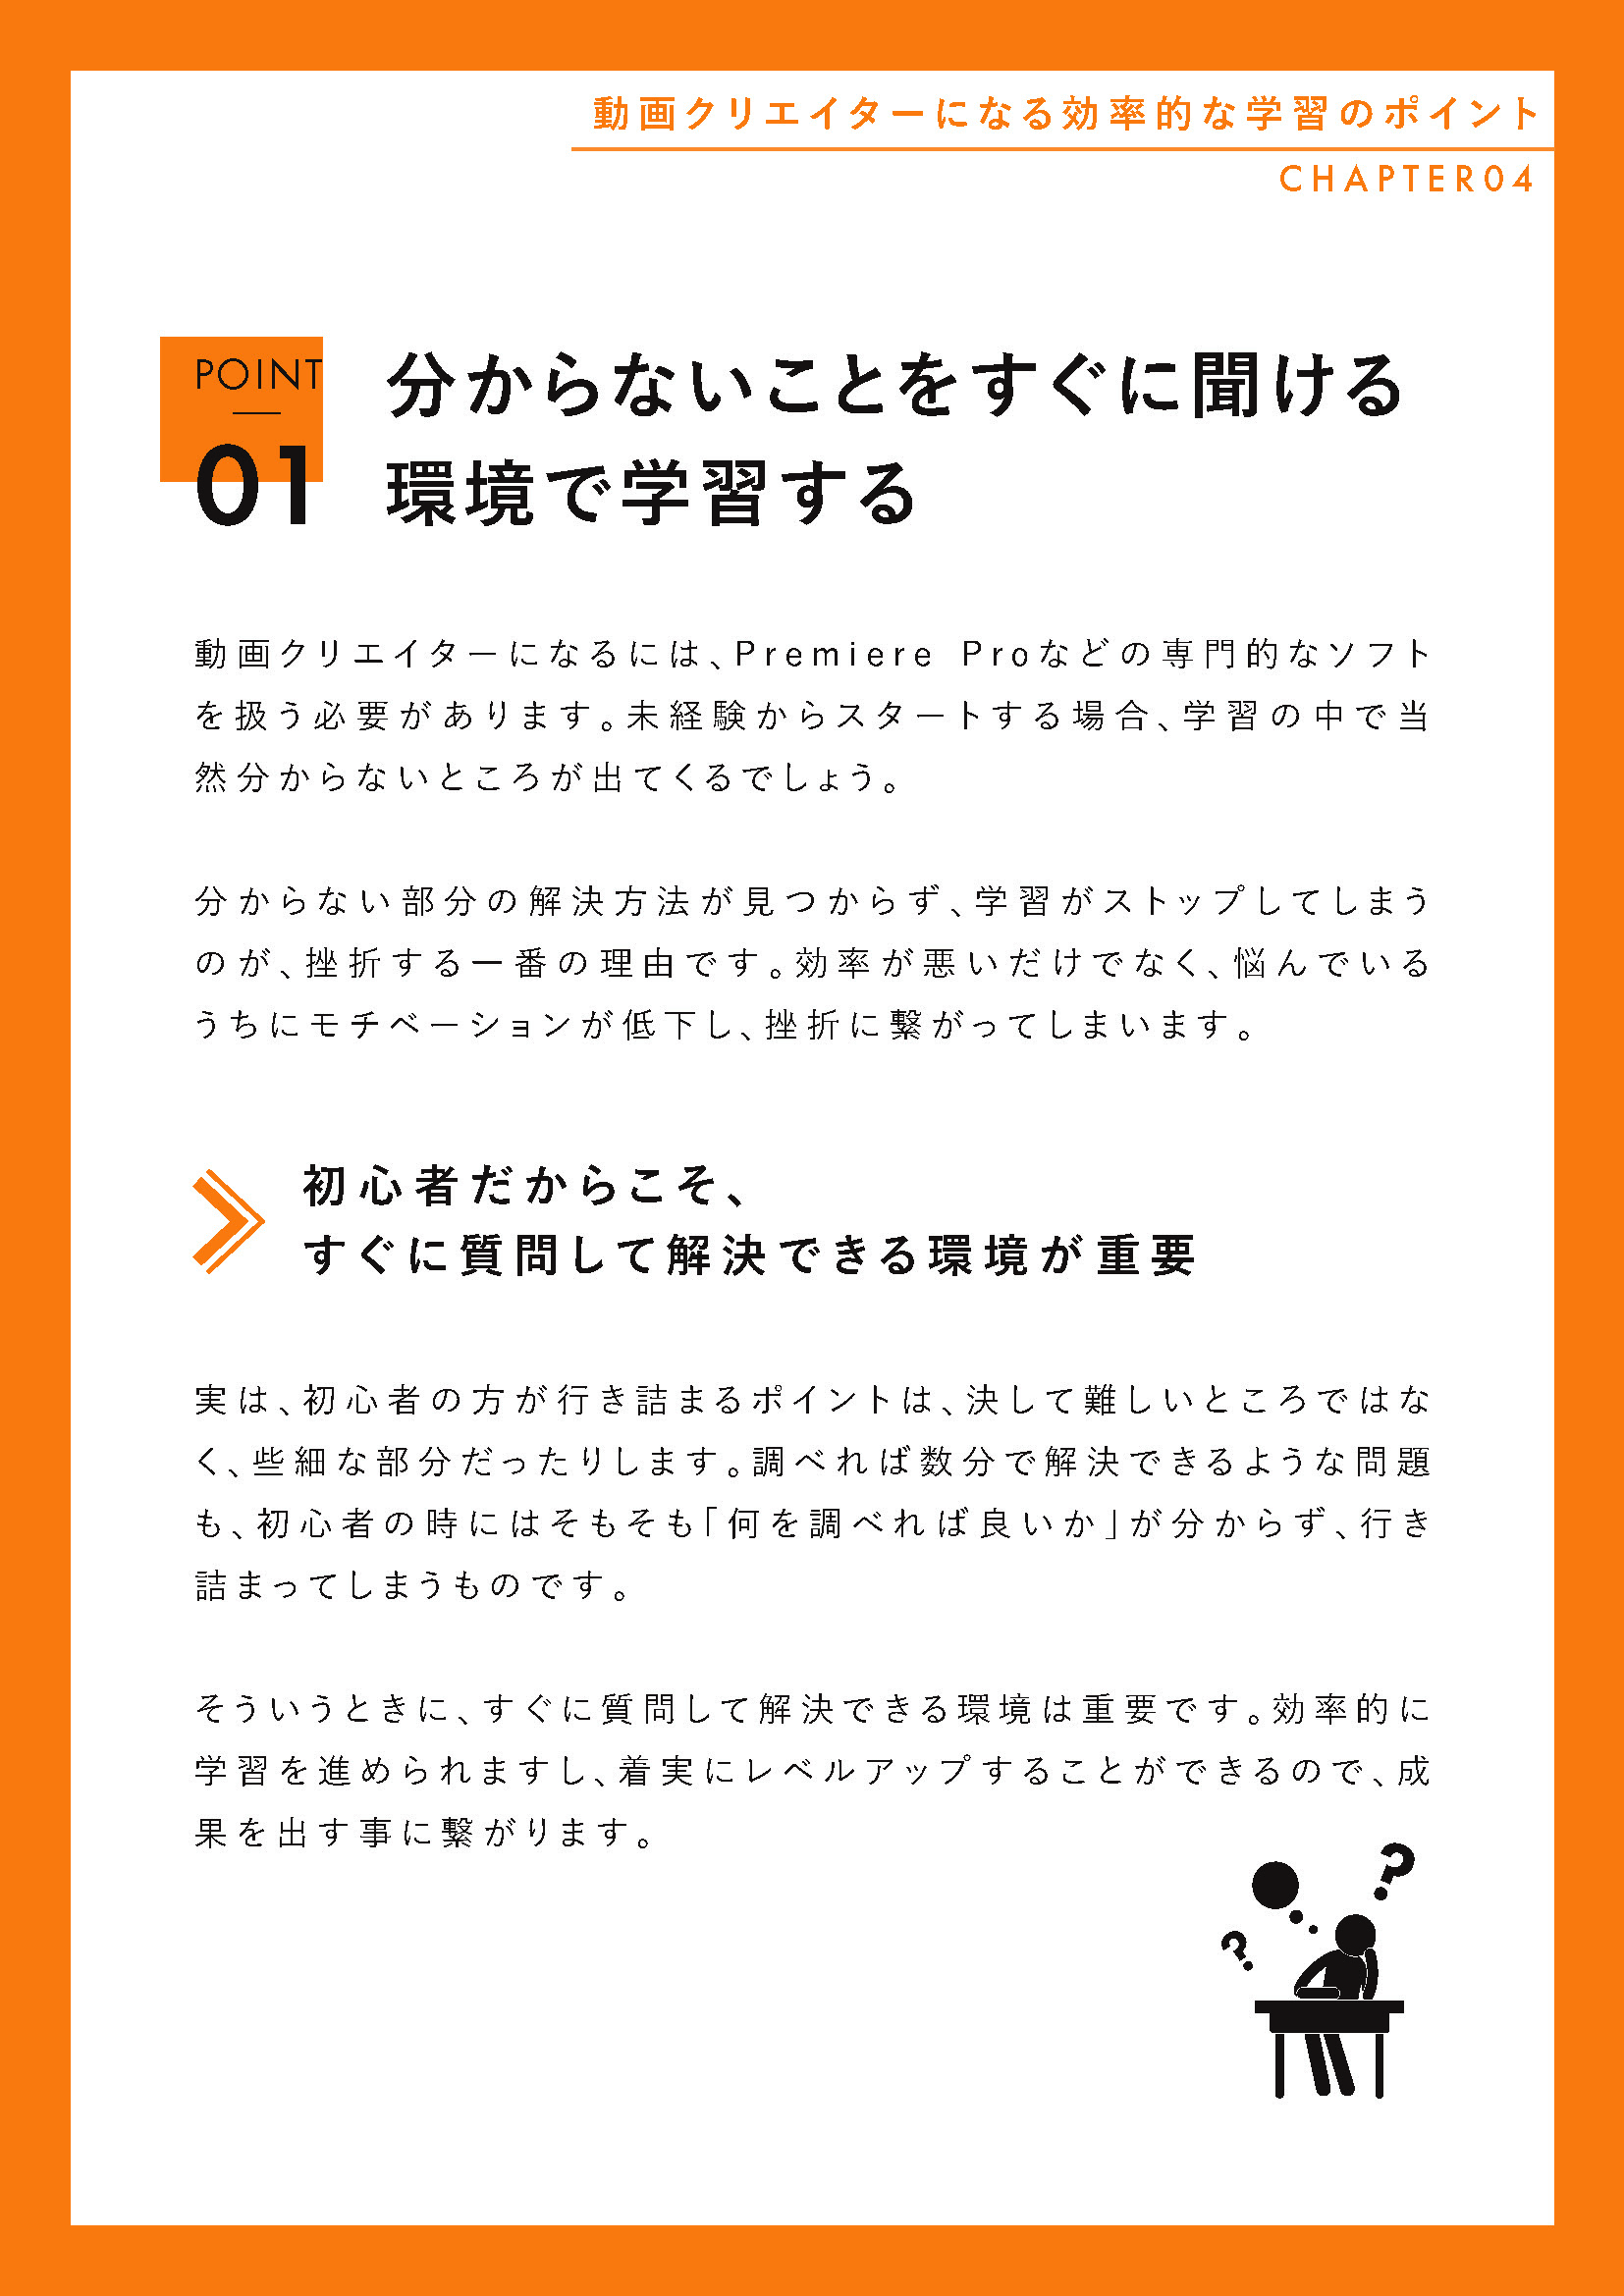 動画クリエイターになる効率的な学習のポイント
CHAPTER04
POINT
01
分からないことをすぐに聞ける
環境で学習する
動画クリエイターになるには、Premiere Proなどの専門的なソフト
を扱う必要があります。未経験からスタートする場合、学習の中で当
然分からないところが出てくるでしょう。
分からない部分の解決方法が見つからず、学習がストップしてしまう
のが、挫折する一番の理由です。効率が悪いだけでなく、悩んでいる
うちにモチベーションが低下し、挫折に繋がってしまいます。
初心者だからこそ、
すぐに質問して解決できる環境が重要
実は、初心者の方が行き詰まるポイントは、決して難しいところではな
く、些細な部分だったりします。調べれば数分で解決できるような問題
も、初心者の時にはそもそも「何を調べれば良いか」が分からず、行き
詰まってしまうものです。
そういうときに、すぐに質問して解決できる環境は重要です。効率的に
学習を進められますし、着実にレベルアップすることができるので、成
果を出す事に繋がります。
?
?